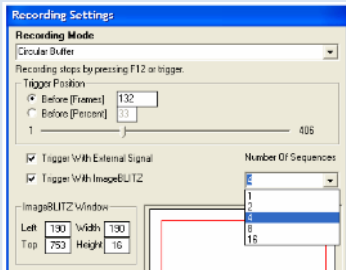 Recording Settings
Recording Mode
Circular Buffer
Recording stops by pressing F12 or trigger.
Trigger Position
Before [Frames] 132
Before [Percent] 33
1 406
Trigger With External Signal Number Of Sequences
Trigger With ImageBLITZ 4
1
2
4
8
16
ImageBLITZ Window
Left 190 Width 190
Top 753 Height 16